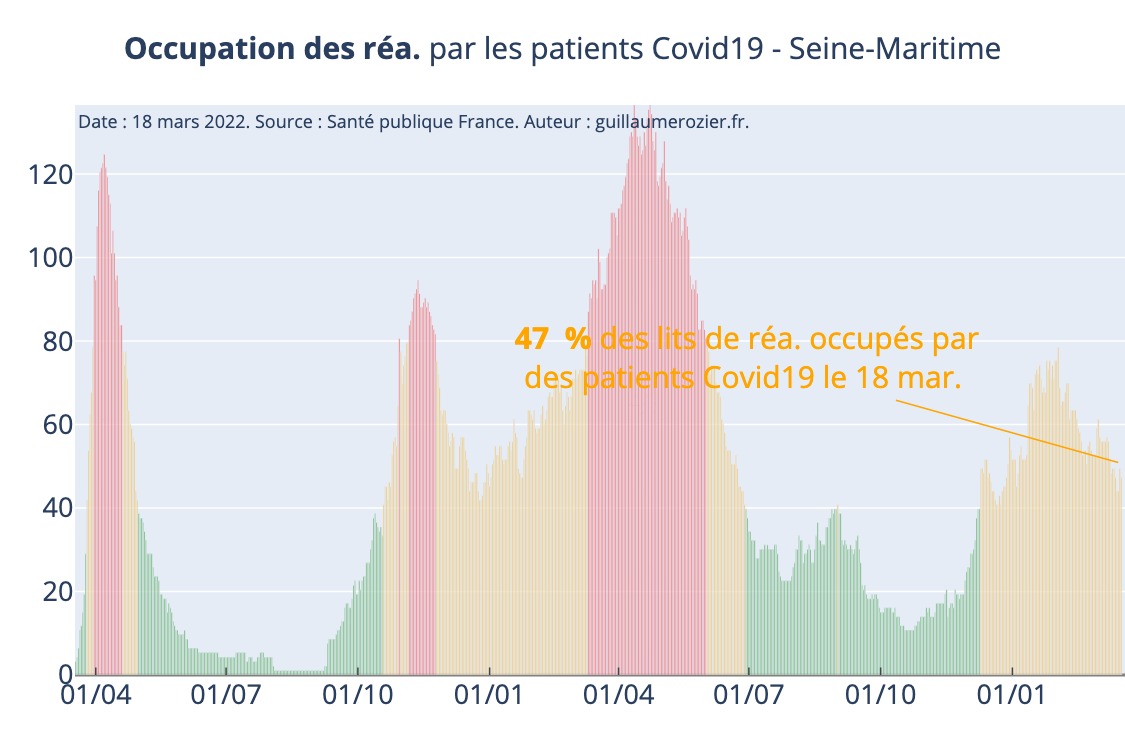 Occupation des réa. par les patients Covid19 - Seine-Maritime
Date : 18 mars 2022. Source : Santé publique France. Auteur : guillaumerozier.fr.
120
100
80
60
40
20
0
47 % des lits de réa. occupés par
des patients Covid19 le 18 mar.
01/04 01/07 01/10 01/01 01/04 01/07 01/10 01/01